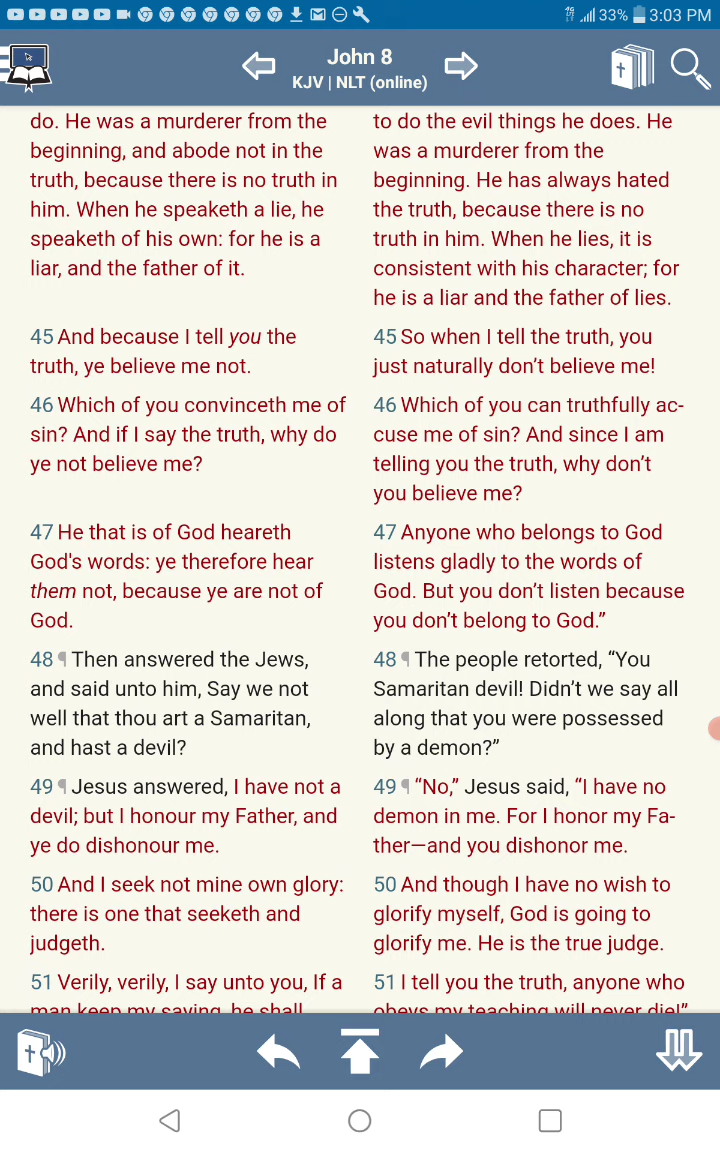 33% 3:03 PM
John 8
KJV | NLT (online)
do. He was a murderer from the
beginning, and abode not in the
truth, because there is no truth in
him. When he speaketh a lie, he
speaketh of his own: for he is a
liar, and the father of it.
45 And because I tell you the
truth, ye believe me not.
46 Which of you convinceth me of
sin? And if I say the truth, why do
ye not believe me?
47 He that is of God heareth
God's words: ye therefore hear
them not, because ye are not of
God.
48 ¶ Then answered the Jews,
and said unto him, Say we not
well that thou art a Samaritan,
and hast a devil?
49 ¶ Jesus answered, I have not a
devil; but I honour my Father, and
ye do dishonour me.
50 And I seek not mine own glory:
there is one that seeketh and
judgeth.
51 Verily, verily, I say unto you, If a
man keep my saying, he shall
to do the evil things he does. He
was a murderer from the
beginning. He has always hated
the truth, because there is no
truth in him. When he lies, it is
consistent with his character; for
he is a liar and the father of lies.
45 So when I tell the truth, you
just naturally don’t believe me!
46 Which of you can truthfully ac-
cuse me of sin? And since I am
telling you the truth, why don’t
you believe me?
47 Anyone who belongs to God
listens gladly to the words of
God. But you don’t listen because
you don’t belong to God.”
48 ¶ The people retorted, “You
Samaritan devil! Didn’t we say all
along that you were possessed
by a demon?”
49 ¶ “No,” Jesus said, “I have no
demon in me. For I honor my Fa-
ther—and you dishonor me.
50 And though I have no wish to
glorify myself, God is going to
glorify me. He is the true judge.
51 I tell you the truth, anyone who
obeys my teaching will never die!”